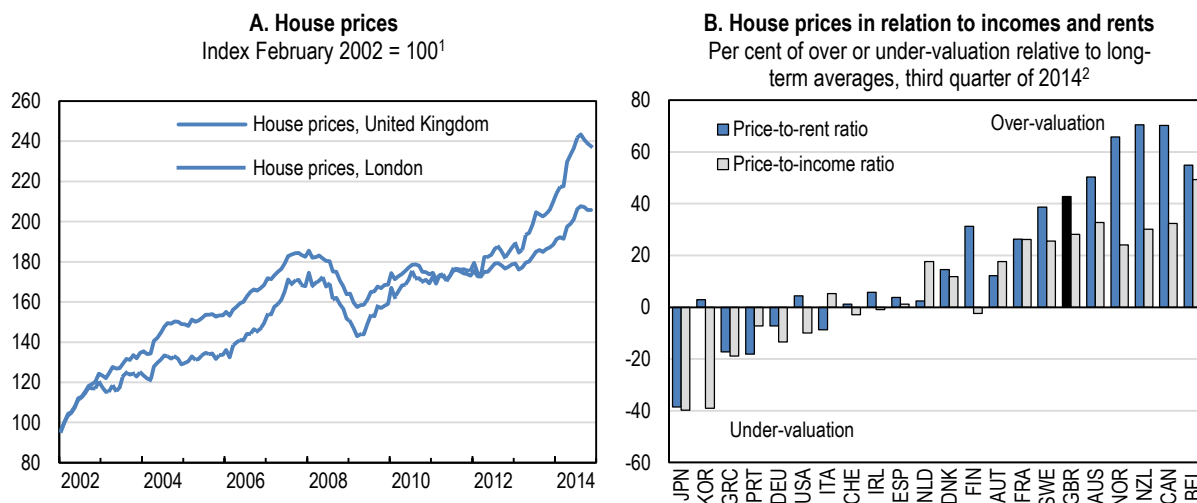 A. House prices
Index February 2002 = 100¹
260
240
220
200
180
160
140
120
100
80
House prices, United Kingdom
House prices, London
2002 2004 2006 2008 2010 2012 2014
B. House prices in relation to incomes and rents
Per cent of over or under-valuation relative to long-
term averages, third quarter of 2014²
80
60
40
20
0
-20
-40
-60
Price-to-rent ratio
Price-to-income ratio
Over-valuation
Under-valuation
JPN
KOR
GRC
PRT
DEU
USA
ITA
CHE
IRL
ESP
NLD
DNK
FIN
AUT
FRA
SWE
GBR
AUS
NOR
NZL
CAN
BEL